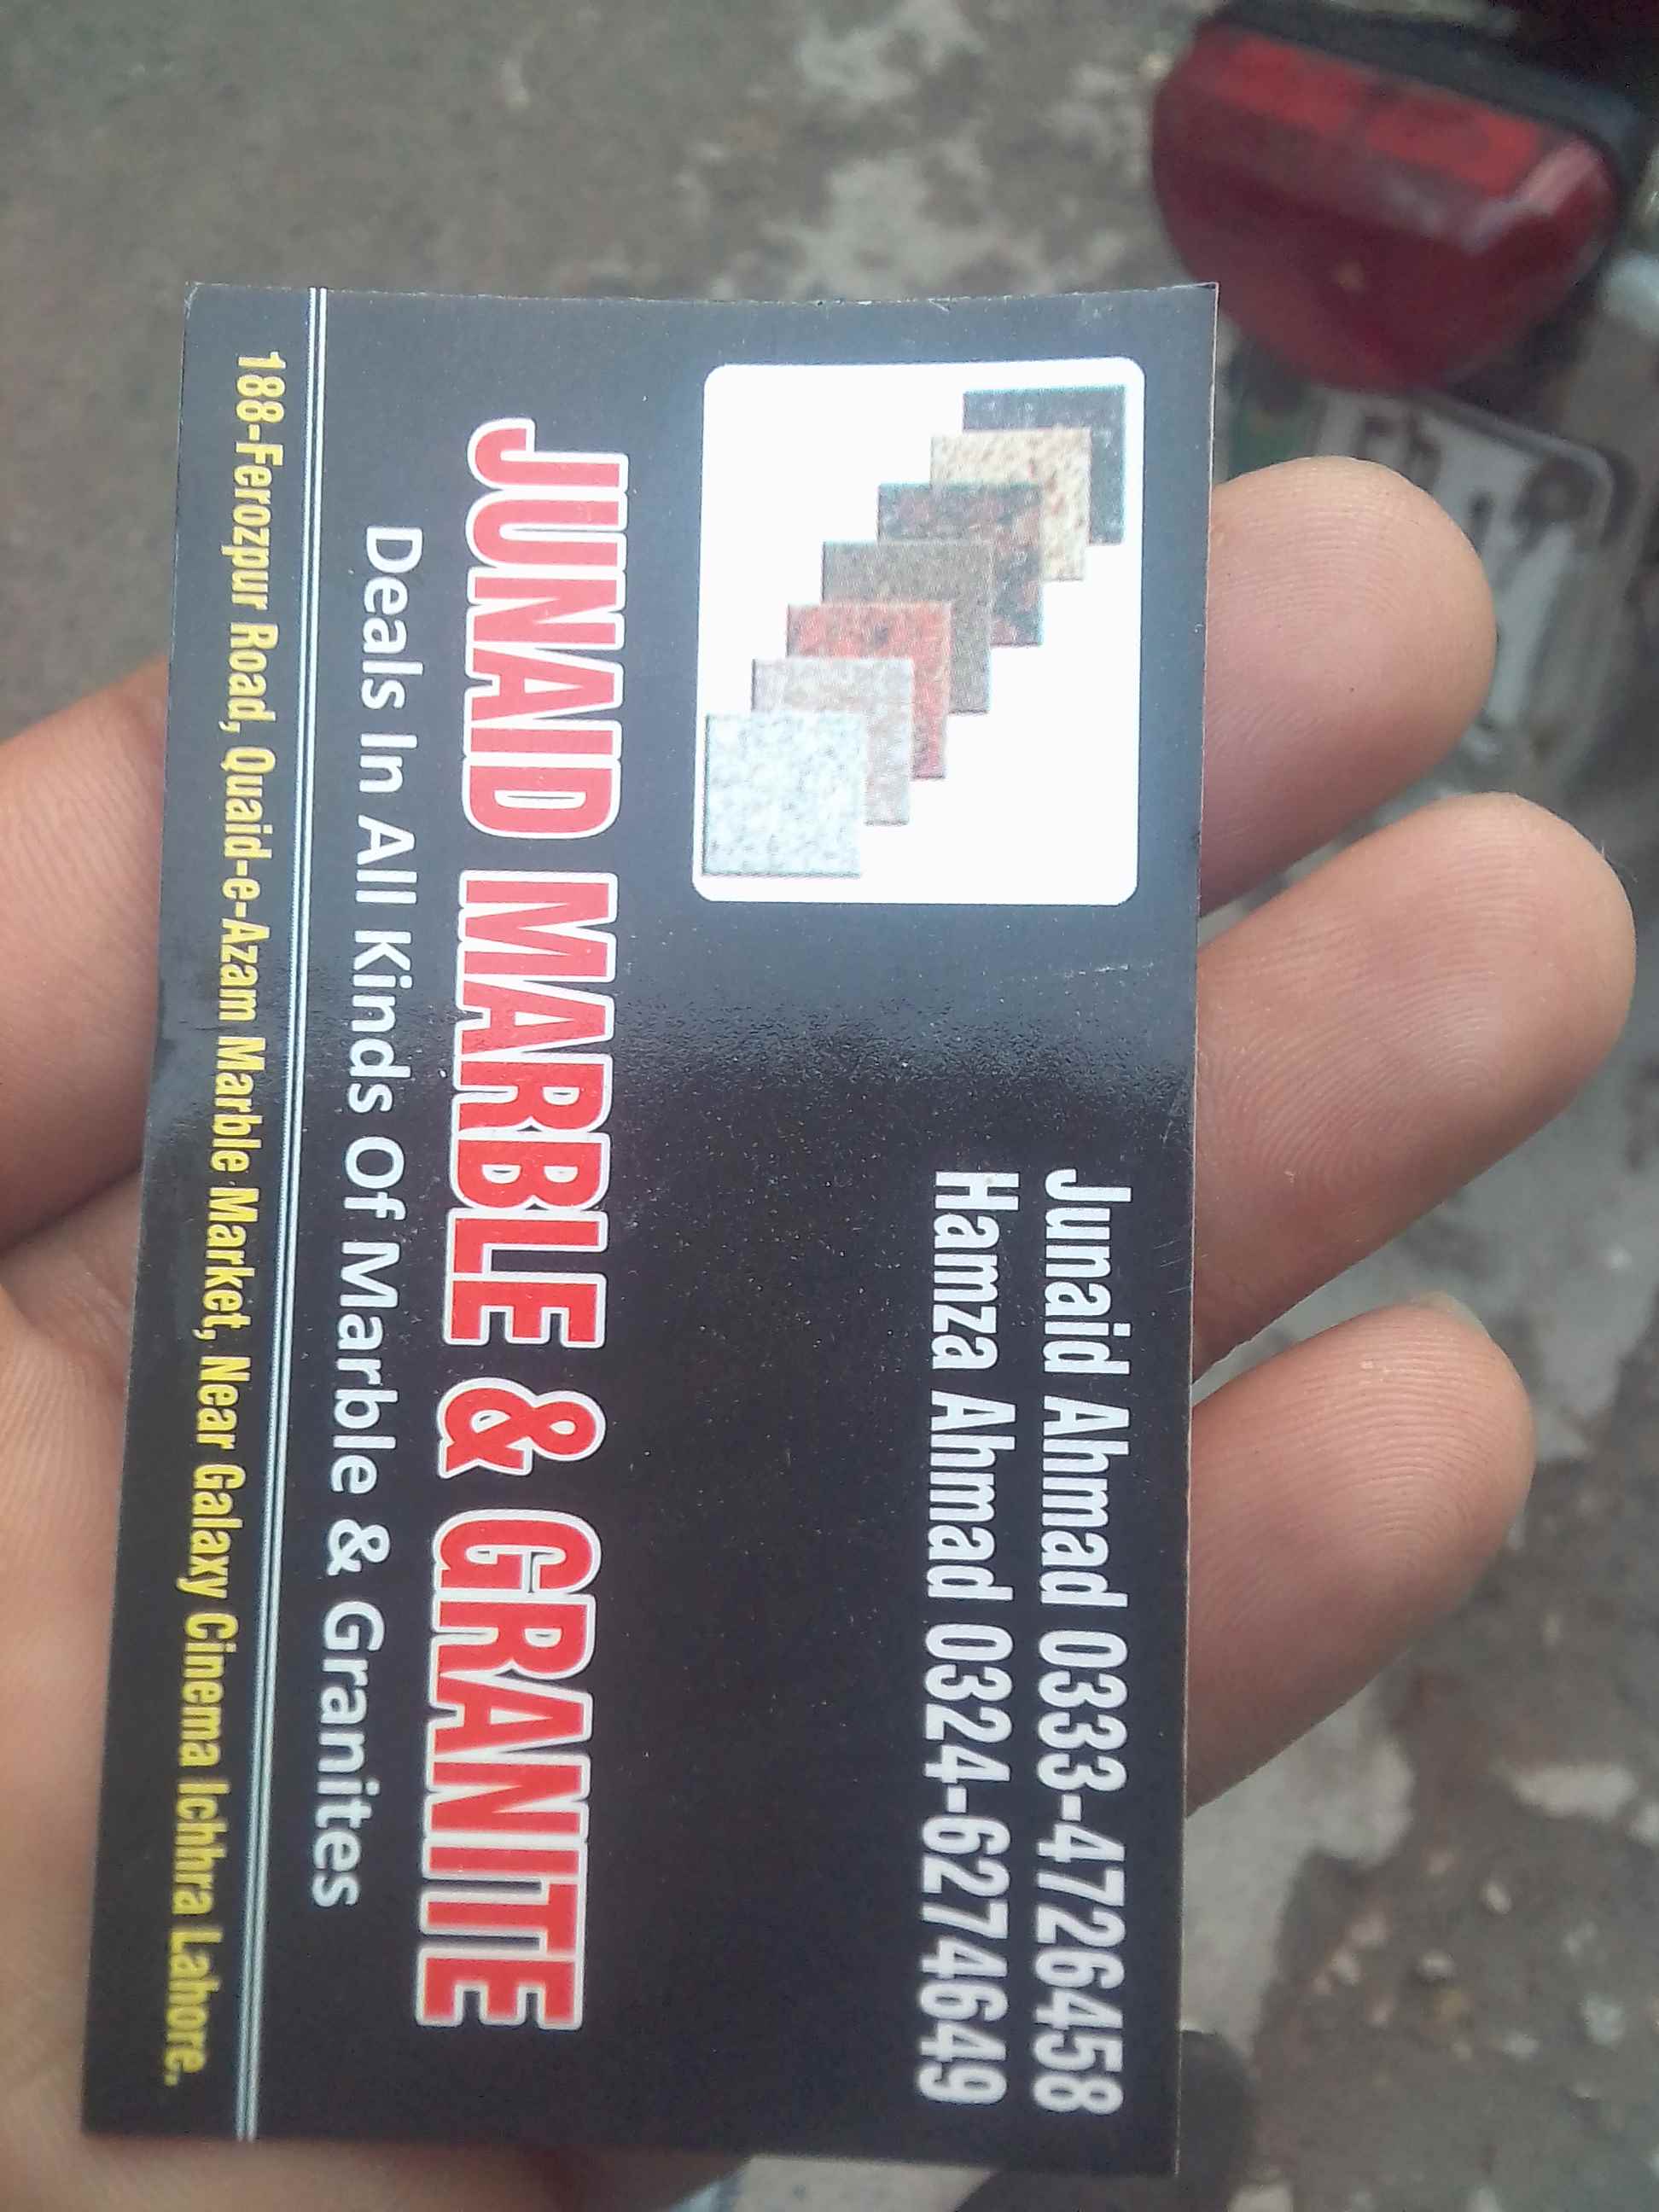 Junaid Ahmad 0333-4726458
Hamza Ahmad 0324-6274649
JUNAID MARBLE & GRANITE
Deals In All Kinds Of Marble & Granites
188-Ferozpur Road, Quaid-e-Azam Marble Market, Near Galaxy Cinema Ichhra Lahore.